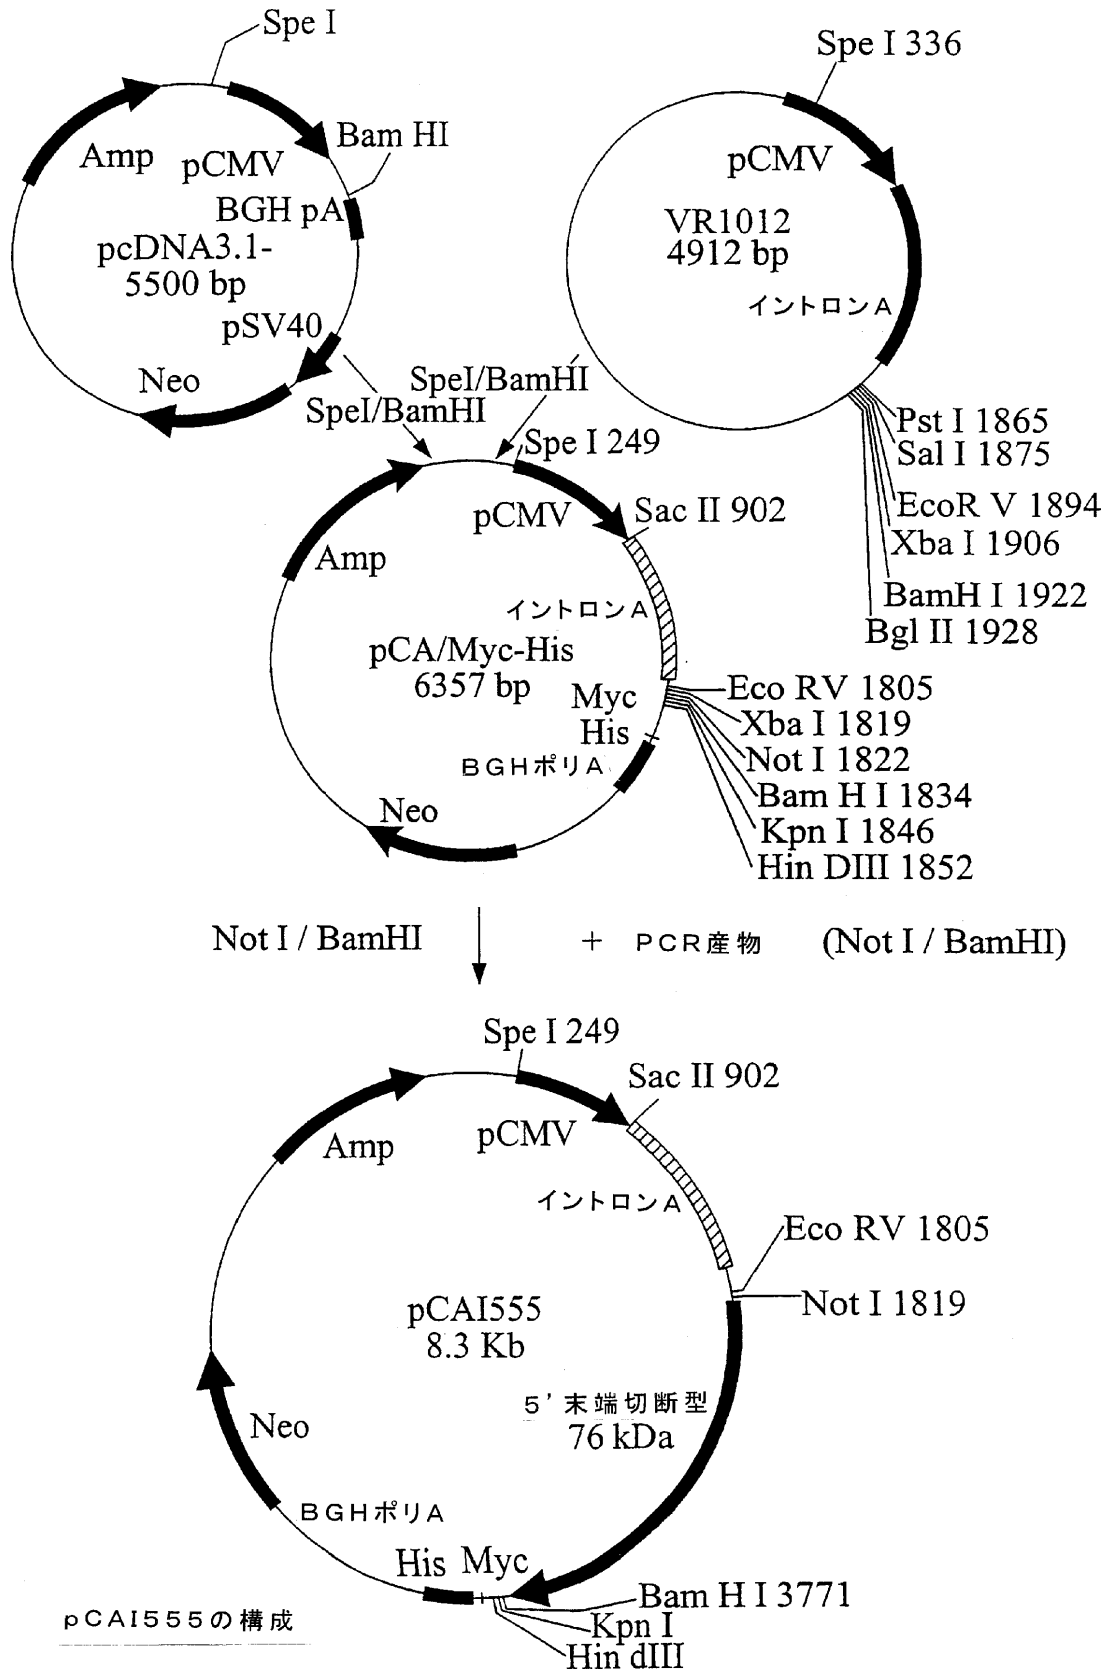 Spe I
Bam HI
Amp
pCMV
BGH pA
pcDNA3.1-
5500 bp
pSV40
Neo
Spe I 336
pCMV
VR1012
4912 bp
イントロンA
Pst I 1865
Sal I 1875
EcoR V 1894
Xba I 1906
BamH I 1922
Bgl II 1928
SpeI/BamHI
SpeI/BamHI
Spe I 249
pCMV
Sac II 902
Amp
イントロンA
pCA/Myc-His
6357 bp
Myc
His
BGHポリA
Neo
Eco RV 1805
Xba I 1819
Not I 1822
Bam H I 1834
Kpn I 1846
Hin DIII 1852
Not I / BamHI
+ PCR産物 (Not I / BamHI)
Spe I 249
Sac II 902
Amp
pCMV
イントロンA
Eco RV 1805
Not I 1819
pCAI555
8.3 Kb
5'末端切断型
76 kDa
Neo
BGHポリA
His Myc
Bam H I 3771
Kpn I
Hin dIII
pCAI555の構成